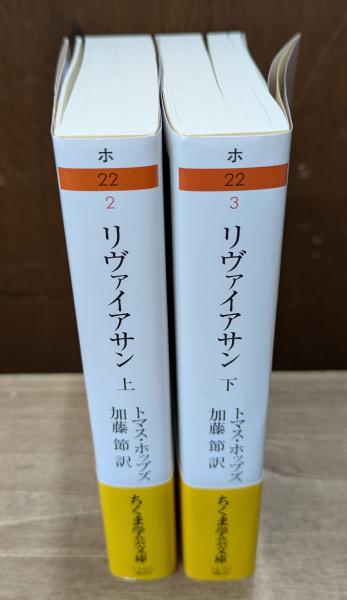 ホ
22
2
リヴァイアサン 上
トマス・ホッブズ
加藤 節 訳
ちくま学芸文庫
ホ
22
3
リヴァイアサン 下
トマス・ホッブズ
加藤 節 訳
ちくま学芸文庫